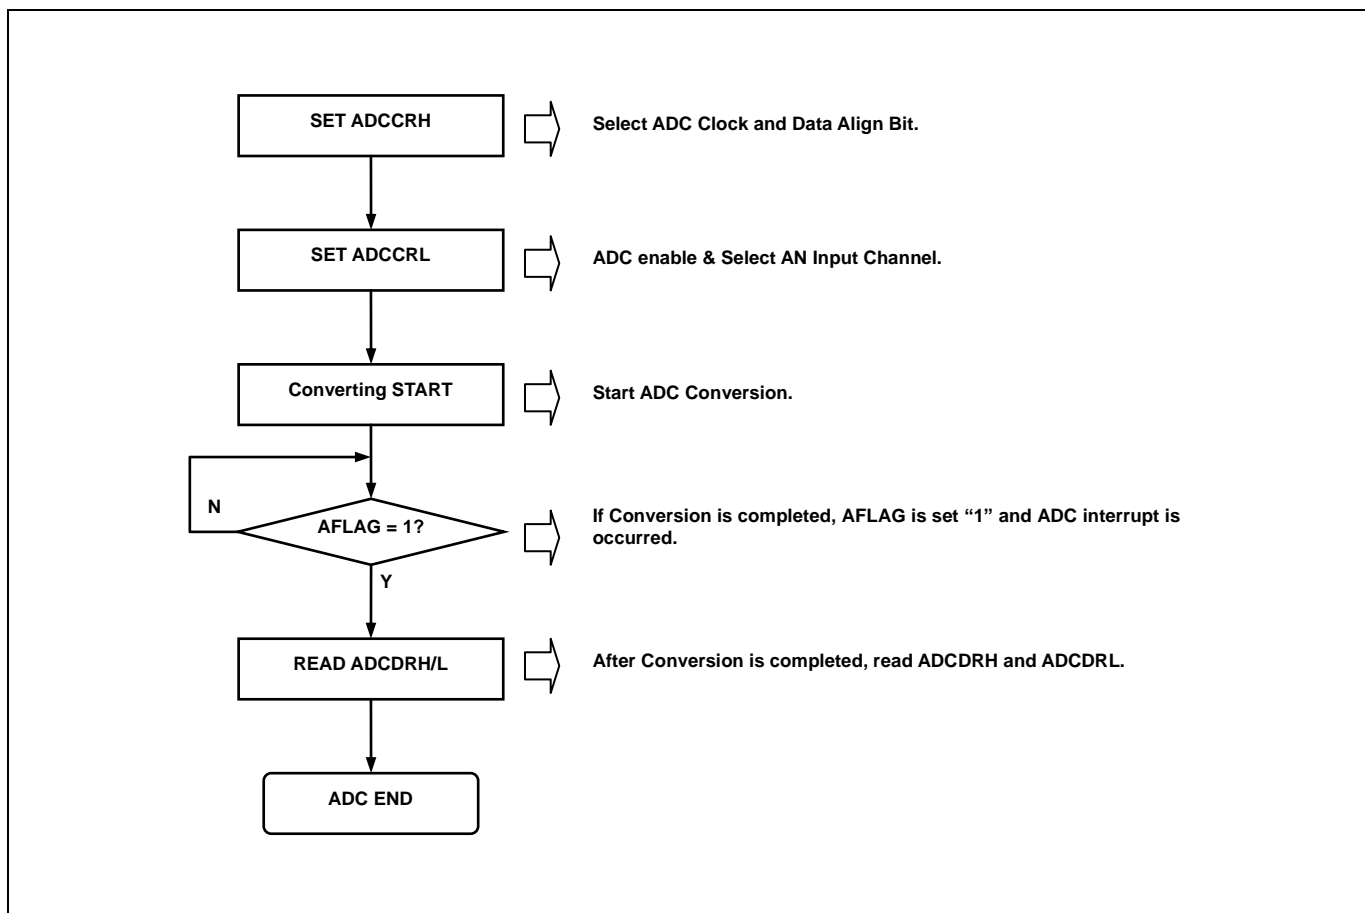 SET ADCCRH
Select ADC Clock and Data Align Bit.
SET ADCCRL
ADC enable & Select AN Input Channel.
Converting START
Start ADC Conversion.
N
AFLAG = 1?
If Conversion is completed, AFLAG is set “1” and ADC interrupt is
occurred.
Y
READ ADCDRH/L
After Conversion is completed, read ADCDRH and ADCDRL.
ADC END